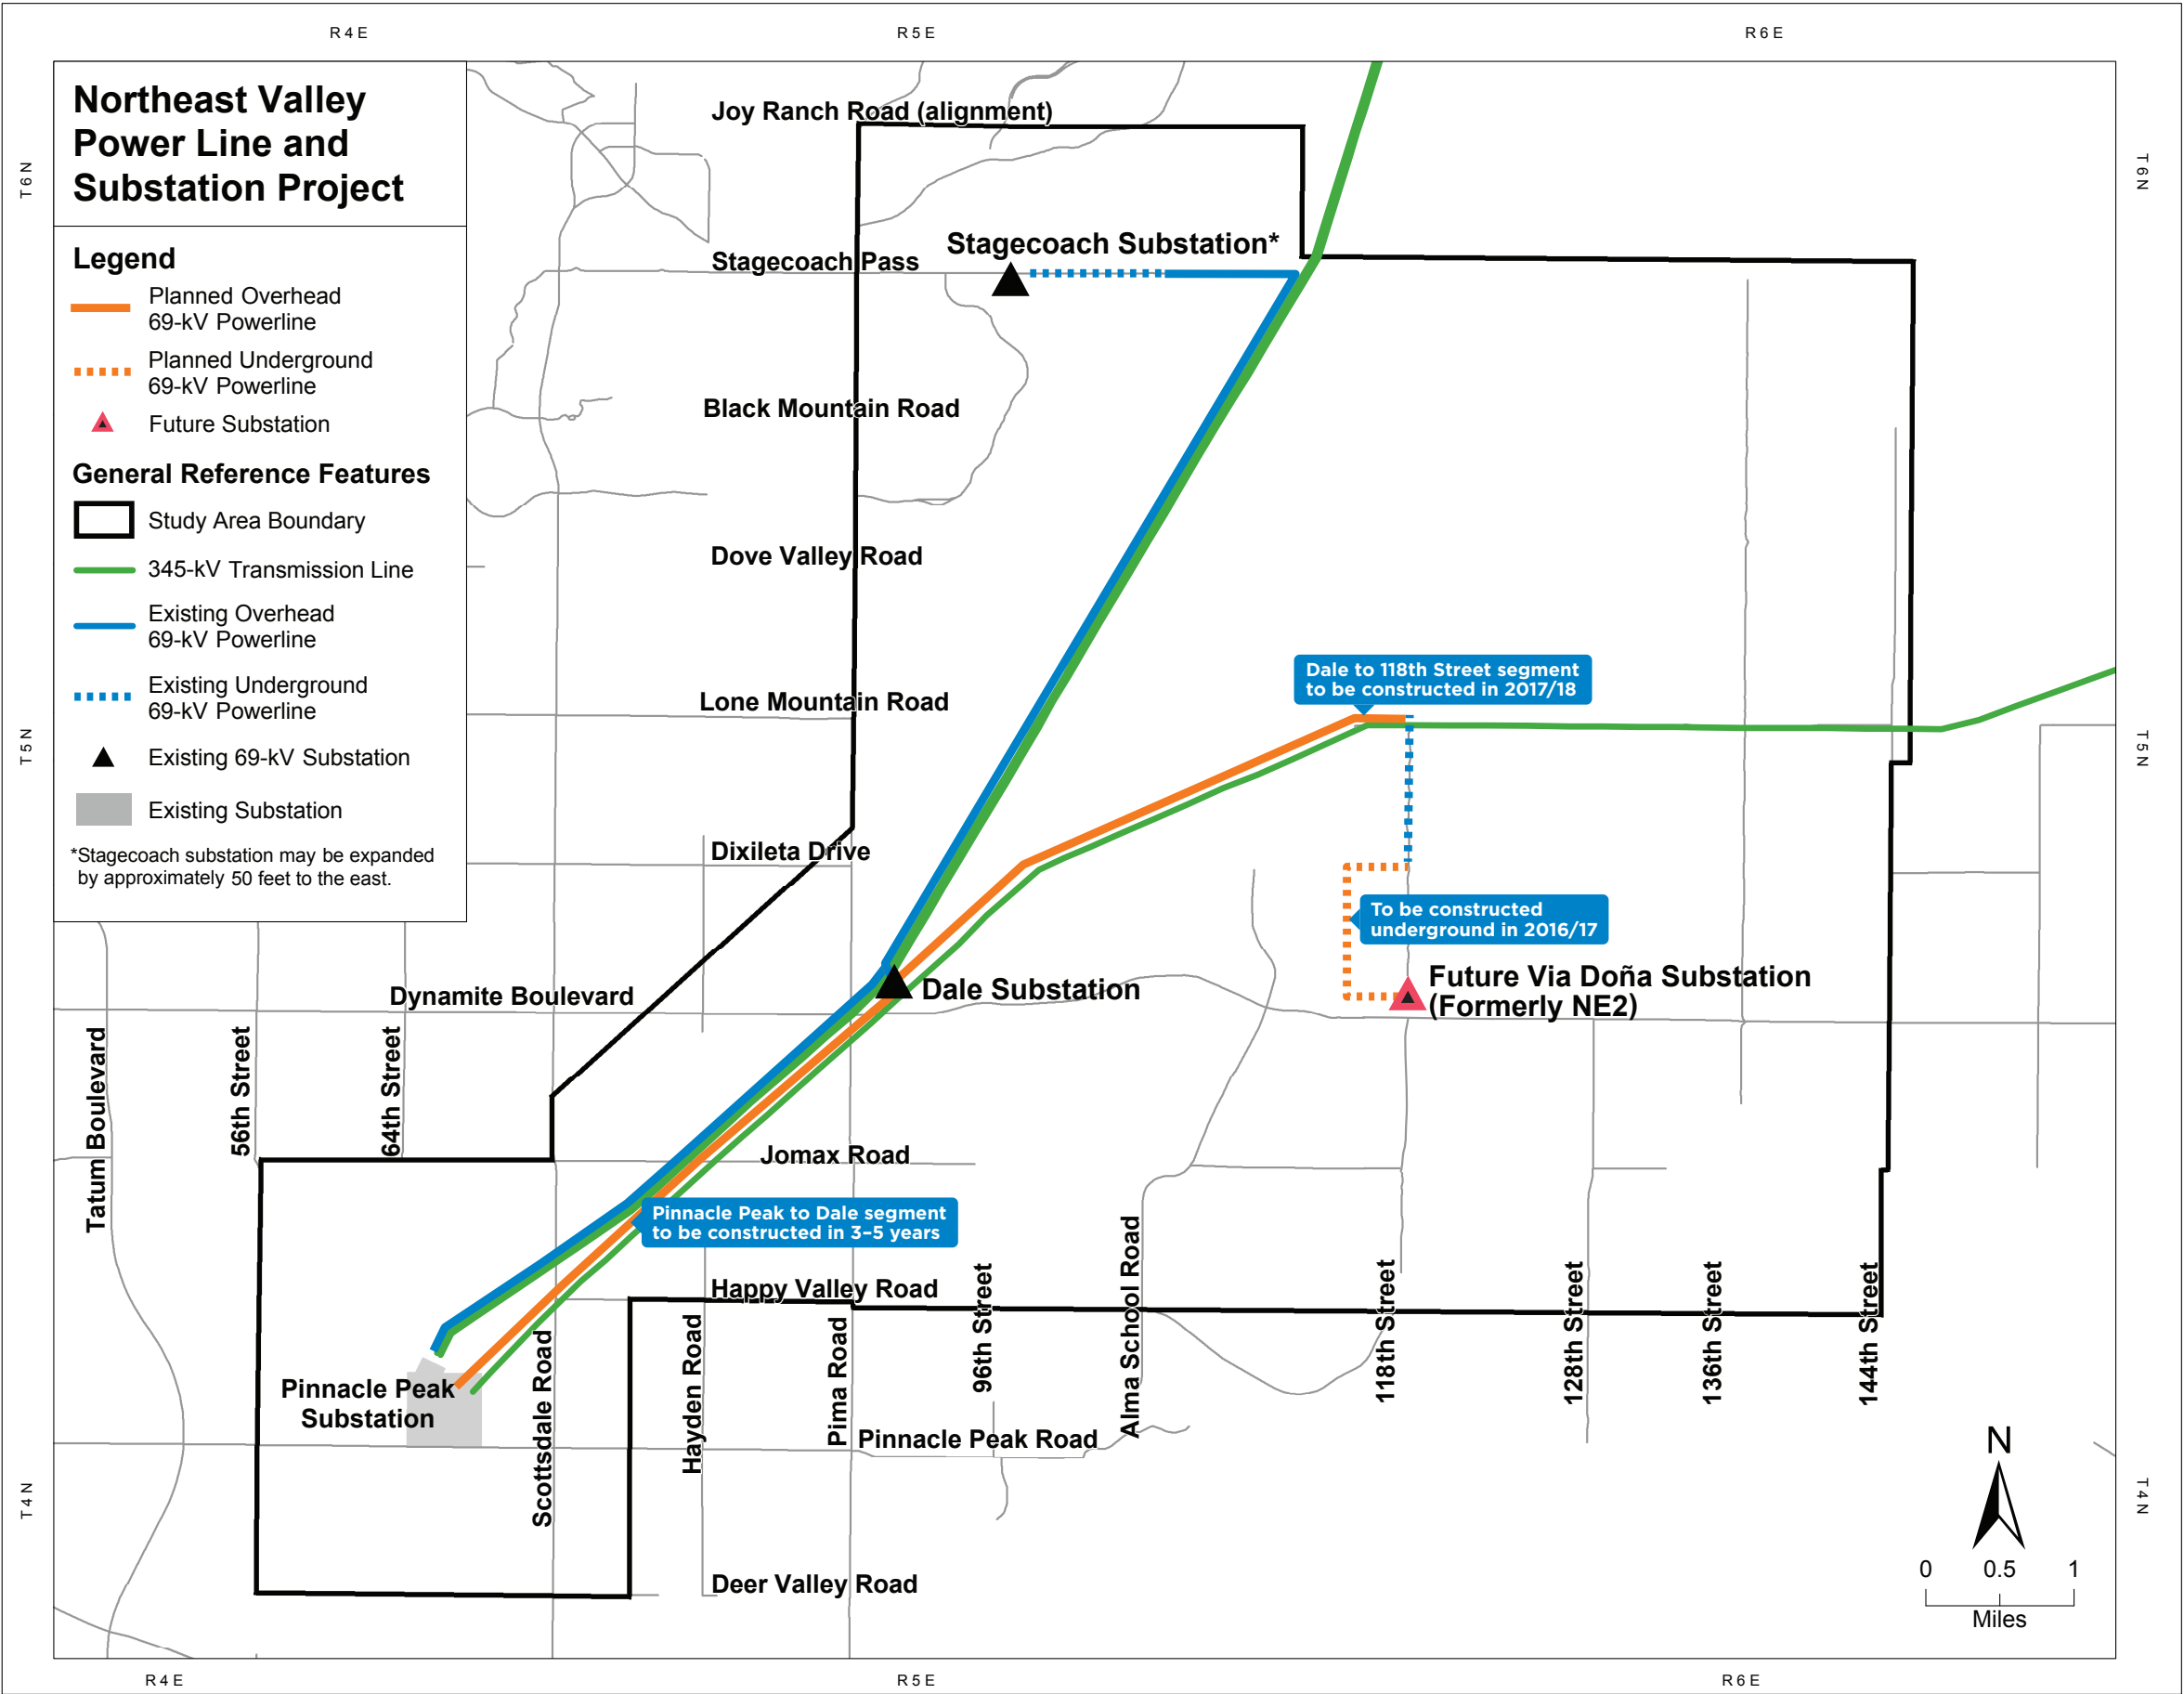 R4E
R5E
R6E
Northeast Valley
Power Line and
Substation Project
Legend
Planned Overhead
69-kV Powerline
Planned Underground
69-kV Powerline
Future Substation
General Reference Features
Study Area Boundary
345-kV Transmission Line
Existing Overhead
69-kV Powerline
Existing Underground
69-kV Powerline
Existing 69-kV Substation
Existing Substation
*Stagecoach substation may be expanded
by approximately 50 feet to the east.
T6N
T6N
T5N
T5N
T4N
T4N
Joy Ranch Road (alignment)
Stagecoach Substation*
Stagecoach Pass
Black Mountain Road
Dove Valley Road
Dale to 118th Street segment
to be constructed in 2017/18
Lone Mountain Road
Dixileta Drive
To be constructed
underground in 2016/17
Future Via Doña Substation
(Formerly NE2)
Dale Substation
Dynamite Boulevard
Tatum Boulevard
56th Street
64th Street
Jomax Road
Pinnacle Peak to Dale segment
to be constructed in 3–5 years
Happy Valley Road
Pinnacle Peak
Substation
Scottsdale Road
Hayden Road
Pima Road
96th Street
Alma School Road
118th Street
128th Street
136th Street
144th Street
Pinnacle Peak Road
Deer Valley Road
N
0 0.5 1
Miles
R4E
R5E
R6E